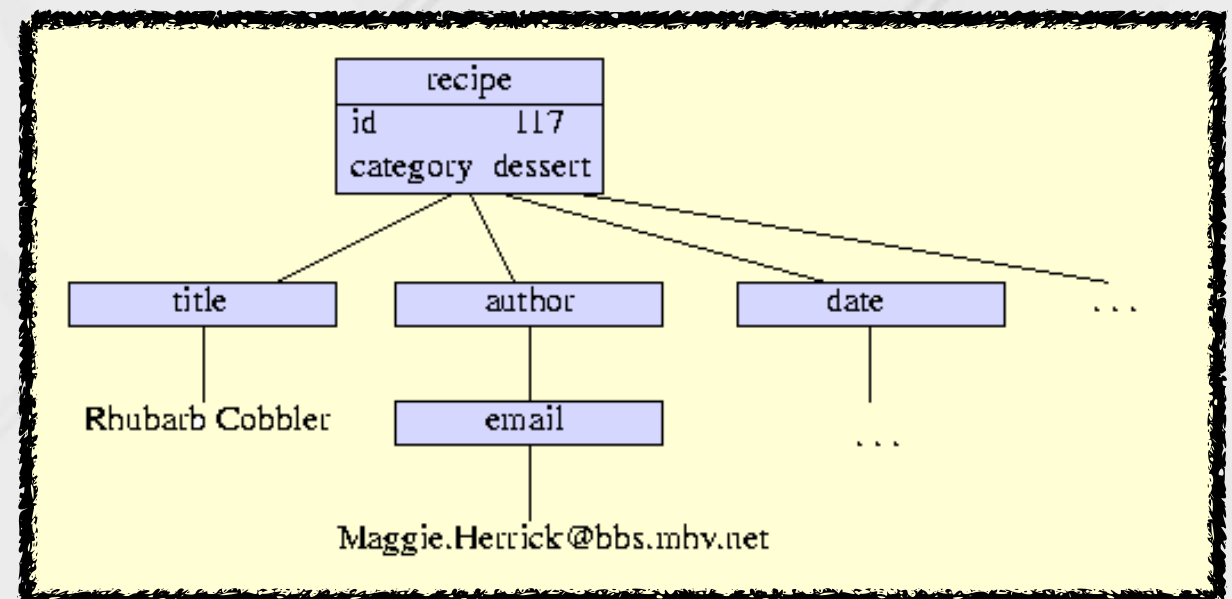 recipe
id 117
category dessert
title author date . . .
Rhubarb Cobbler email . . .
Maggie.Herrick@bbs.mhv.net